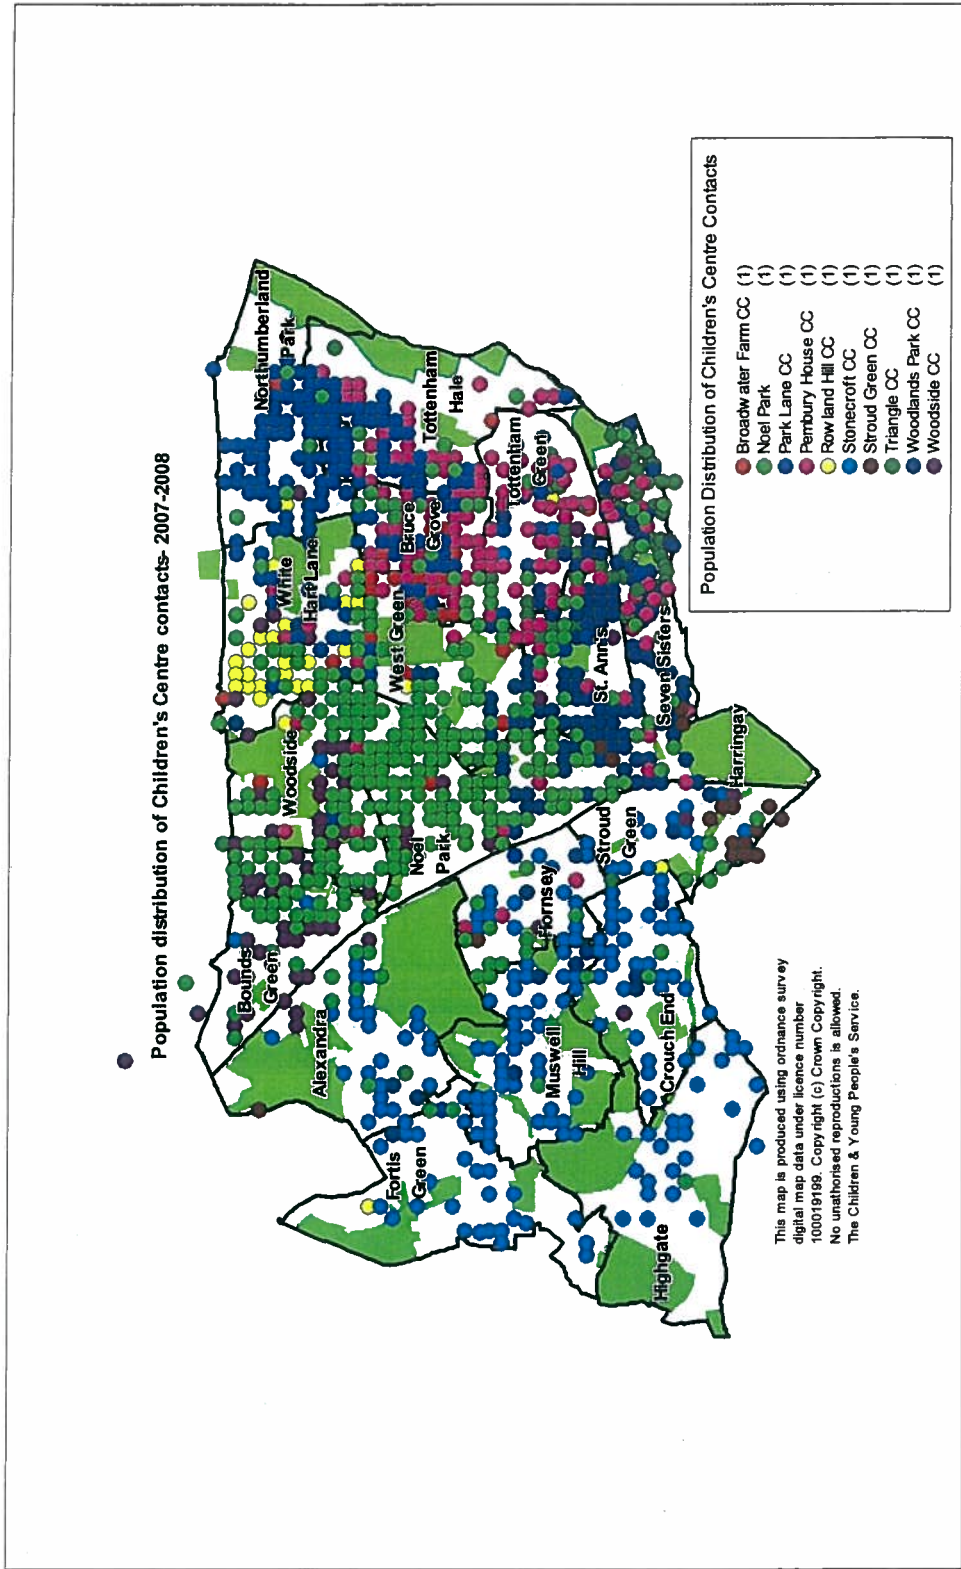 Population distribution of Children's Centre contacts- 2007-2008
Northumberland
Park
White
Hart Lane
Woodside
Bounds
Green
Alexandra
Fortis
Green
Tottenham
Hale
Bruce
Grove
West Green
Noel
Park
Tottenham
Green
St. Ann's
Seven Sisters
Harringay
Stroud
Green
Hornsey
Muswell
Hill
Crouch End
Highgate
This map is produced using ordnance survey
digital map data under licence number
100019199. Copyright (c) Crown Copyright.
No unathorised reproductions is allowed.
The Children & Young People's Service.
Population Distribution of Children's Centre Contacts
Broadwater Farm CC (1)
Noel Park (1)
Park Lane CC (1)
Pembury House CC (1)
Rowland Hill CC (1)
Stonecroft CC (1)
Stroud Green CC (1)
Triangle CC (1)
Woodlands Park CC (1)
Woodside CC (1)